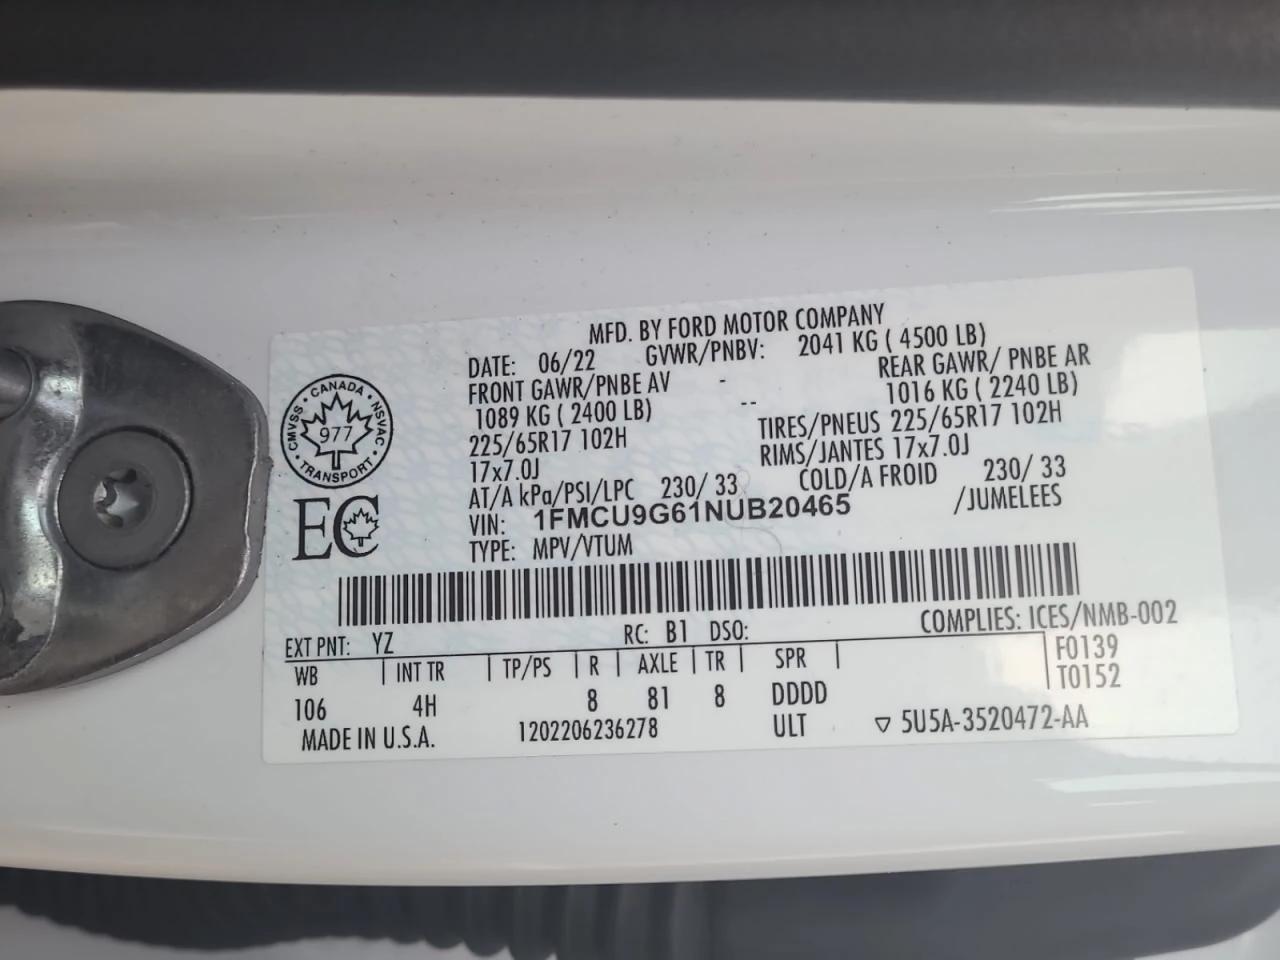 MFD. BY FORD MOTOR COMPANY
DATE: 06/22 GVWR/PNBV: 2041 KG ( 4500 LB)
FRONT GAWR/PNBE AV - REAR GAWR/ PNBE AR
1089 KG ( 2400 LB) -- 1016 KG ( 2240 LB)
225/65R17 102H TIRES/PNEUS 225/65R17 102H
17x7.0J RIMS/JANTES 17x7.0J
AT/A kPa/PSI/LPC 230/ 33 COLD/A FROID 230/ 33
VIN: 1FMCU9G61NUB20465 /JUMELEES
TYPE: MPV/VTUM
CANADA • NSVAC • TRANSPORT • CMVSS •
977
EC
COMPLIES: ICES/NMB-002
EXT PNT: YZ RC: B1 DSO:
WB INT TR TP/PS R AXLE TR SPR F0139
106 4H 8 81 8 DDDD T0152
MADE IN U.S.A. 1202206236278 ULT ▽ 5U5A-3520472-AA